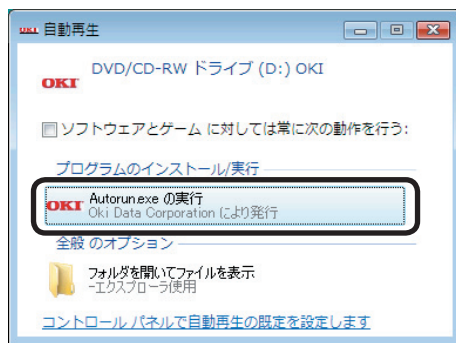 OKI 自動再生
OKI DVD/CD-RW ドライブ (D:) OKI
ソフトウェアとゲーム に対しては常に次の動作を行う:
プログラムのインストール/実行
OKI Autorun.exe の実行
Oki Data Corporation により発行
全般 のオプション
フォルダを開いてファイルを表示
-エクスプローラ使用
コントロール パネルで自動再生の既定を設定します